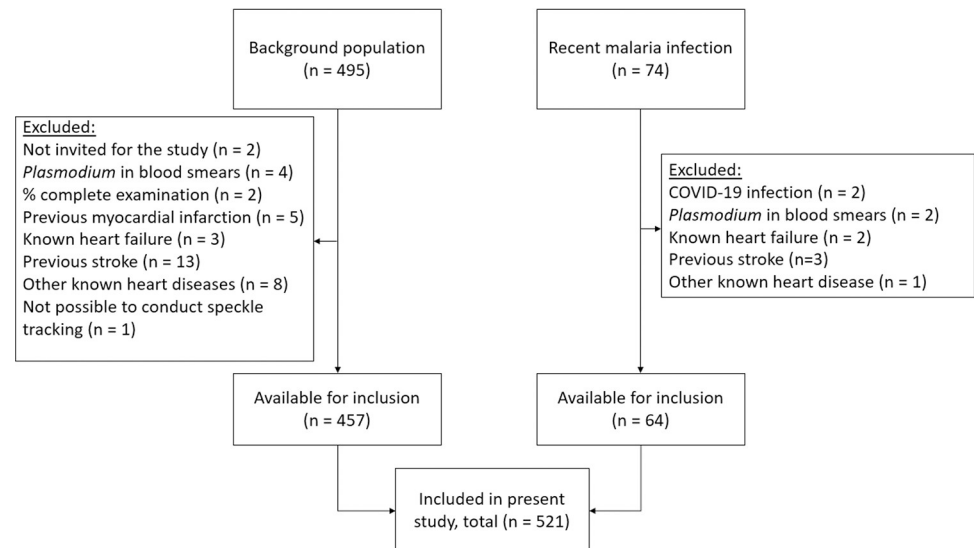 Background population
(n = 495)
Recent malaria infection
(n = 74)
Excluded:
Not invited for the study (n = 2)
Plasmodium in blood smears (n = 4)
% complete examination (n = 2)
Previous myocardial infarction (n = 5)
Known heart failure (n = 3)
Previous stroke (n = 13)
Other known heart diseases (n = 8)
Not possible to conduct speckle
tracking (n = 1)
Excluded:
COVID-19 infection (n = 2)
Plasmodium in blood smears (n = 2)
Known heart failure (n = 2)
Previous stroke (n=3)
Other known heart disease (n = 1)
Available for inclusion
(n = 457)
Available for inclusion
(n = 64)
Included in present
study, total (n = 521)